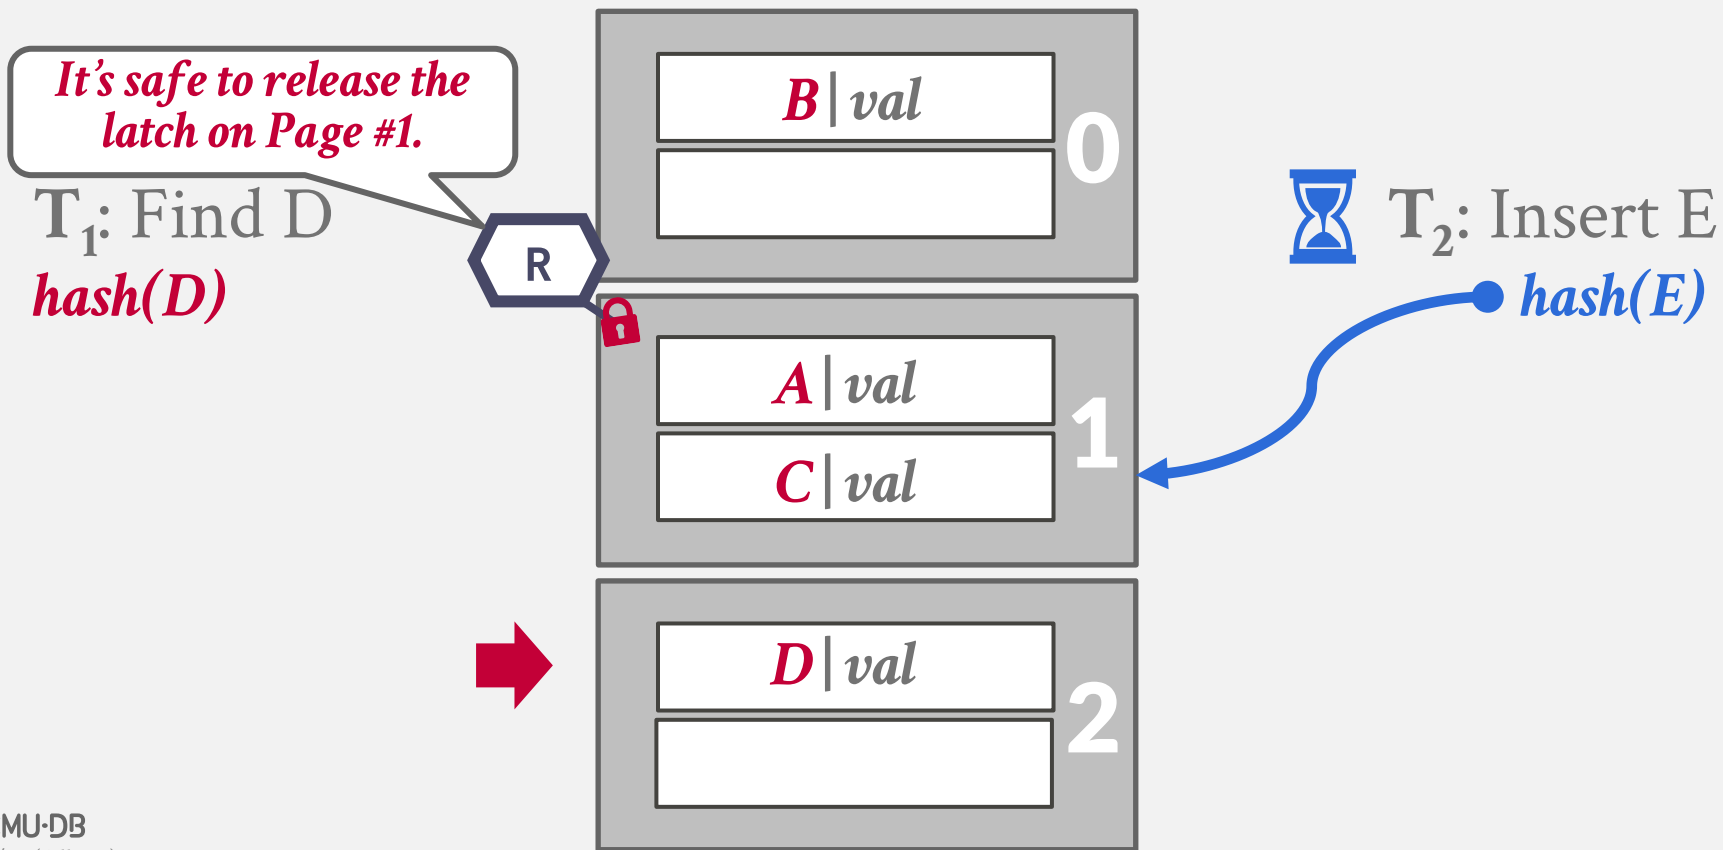 It's safe to release the
latch on Page #1.
T1: Find D
hash(D)
R
B|val
0
A|val
C|val
1
D|val
2
T2: Insert E
hash(E)
MU·DB